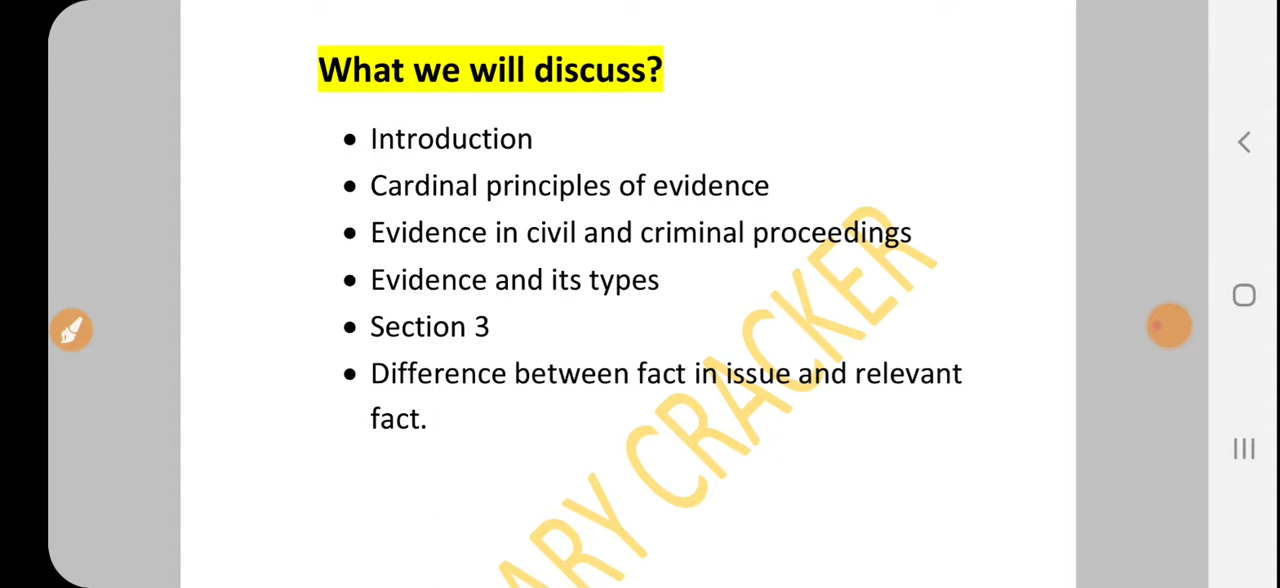 What we will discuss?
• Introduction
• Cardinal principles of evidence
• Evidence in civil and criminal proceedings
• Evidence and its types
• Section 3
• Difference between fact in issue and relevant
fact.
CRACKER